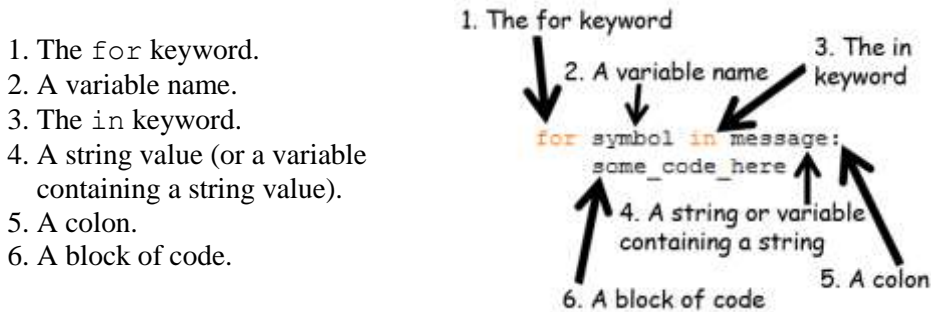 1. The for keyword.
2. A variable name.
3. The in keyword.
4. A string value (or a variable
containing a string value).
5. A colon.
6. A block of code.
1. The for keyword
2. A variable name
3. The in
keyword
for symbol in message:
some_code_here
4. A string or variable
containing a string
5. A colon
6. A block of code